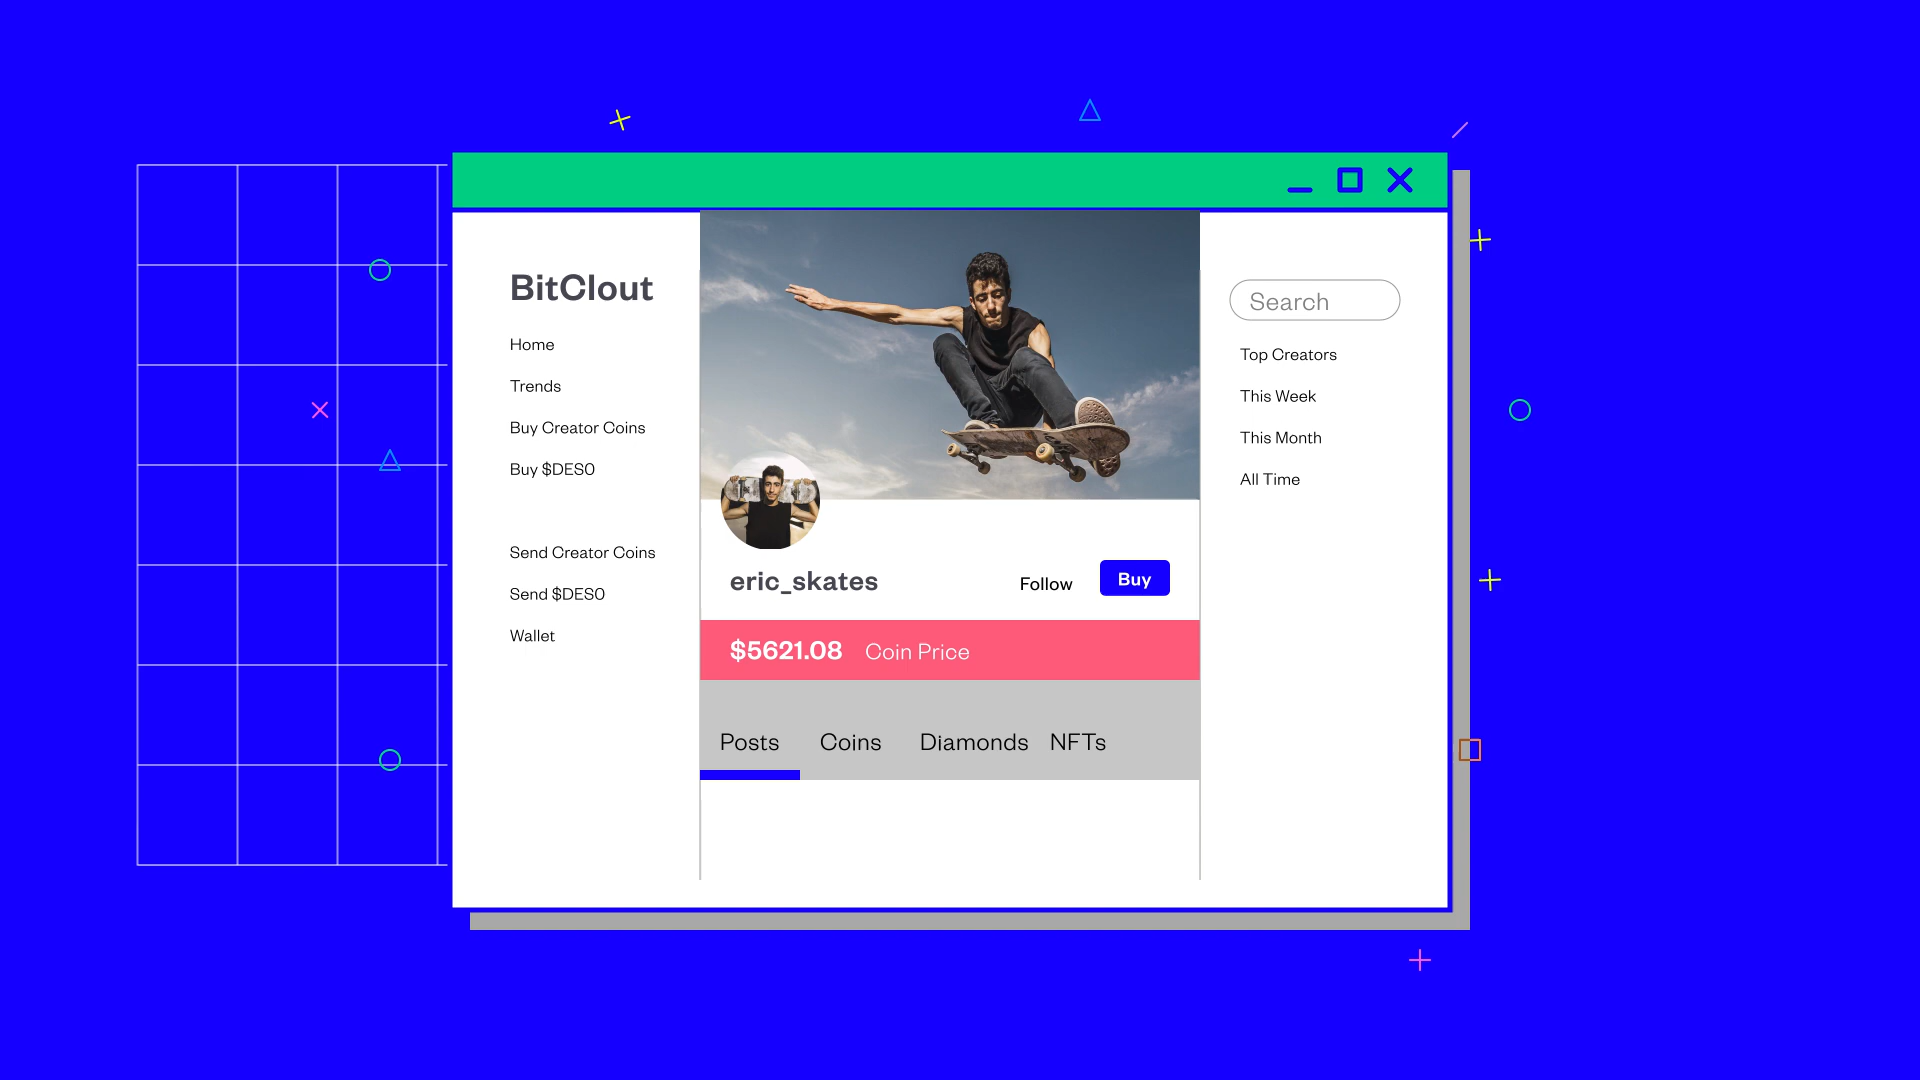 BitClout
Home
Trends
Buy Creator Coins
Buy $DESO
Send Creator Coins
Send $DESO
Wallet
eric_skates
Follow
Buy
$5621.08 Coin Price
Posts Coins Diamonds NFTs
Search
Top Creators
This Week
This Month
All Time